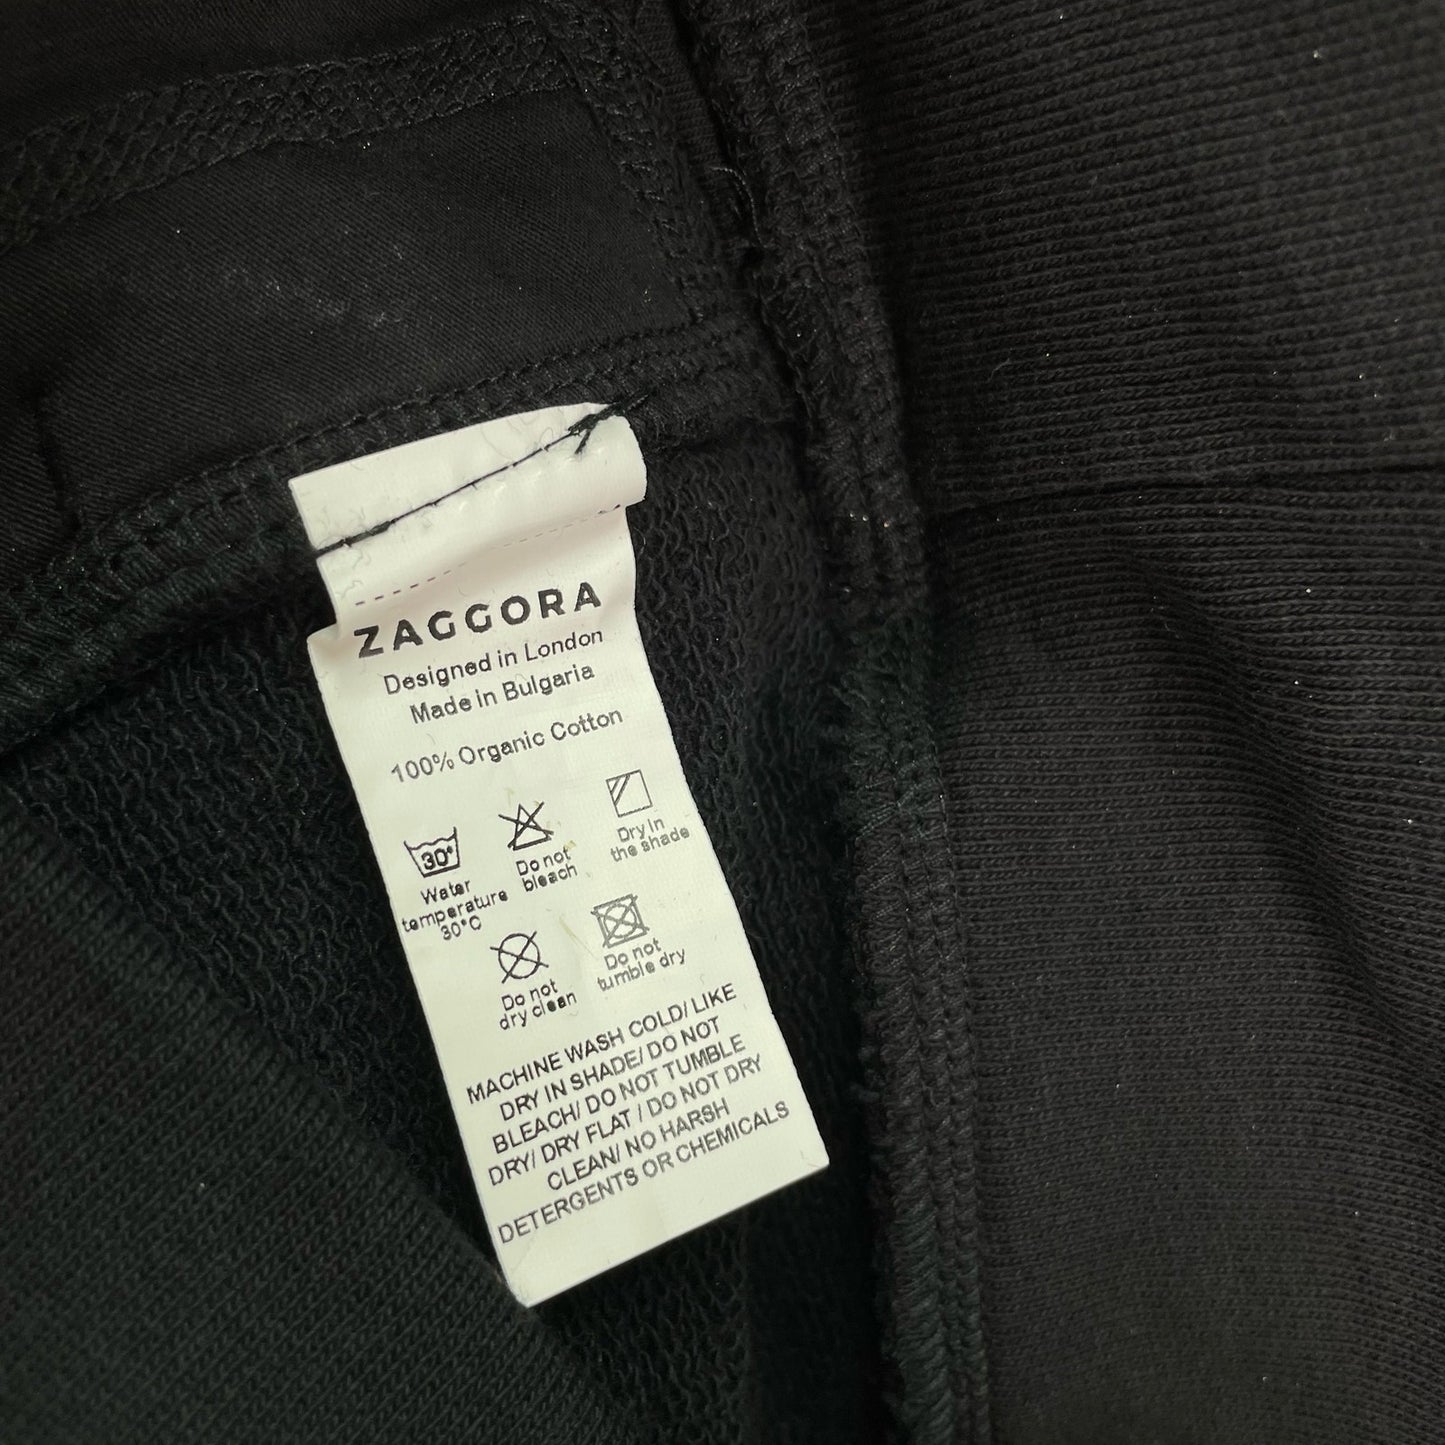 ZAGGORA
Designed in London
Made in Bulgaria
100% Organic Cotton
30°
Water
temperature
30°C
Do not
bleach
Dry In
the shade
Do not
dry clean
Do not
tumble dry
MACHINE WASH COLD/ LIKE
DRY IN SHADE/ DO NOT
BLEACH/ DO NOT TUMBLE
DRY/ DRY FLAT / DO NOT DRY
CLEAN/ NO HARSH
DETERGENTS OR CHEMICALS